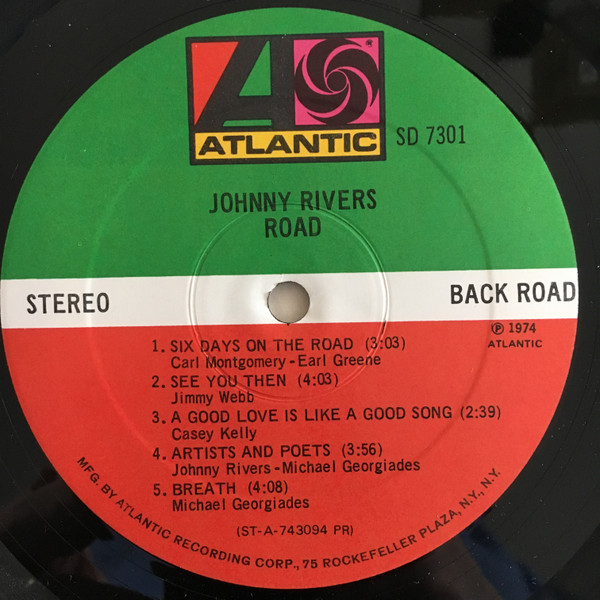 ATLANTIC
SD 7301
JOHNNY RIVERS
ROAD
STEREO
BACK ROAD
℗ 1974
ATLANTIC
1. SIX DAYS ON THE ROAD (3:03)
Carl Montgomery-Earl Greene
2. SEE YOU THEN (4:03)
Jimmy Webb
3. A GOOD LOVE IS LIKE A GOOD SONG (2:39)
Casey Kelly
4. ARTISTS AND POETS (3:56)
Johnny Rivers-Michael Georgiades
5. BREATH (4:08)
Michael Georgiades
(ST-A-743094 PR)
MFG. BY ATLANTIC RECORDING CORP., 75 ROCKEFELLER PLAZA, N.Y., N.Y.